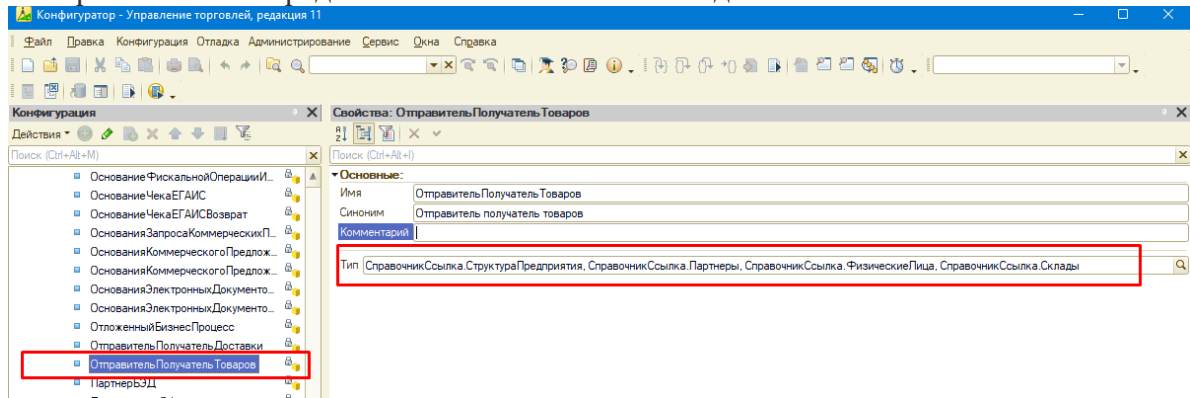 Конфигуратор - Управление торговлей, редакция 11
Файл Правка Конфигурация Отладка Администрирование Сервис Окна Справка
Конфигурация
Свойства: ОтправительПолучательТоваров
Действия
Поиск (Ctrl+Alt+M)
Поиск (Ctrl+Alt+I)
ОснованиеФискальнойОперацииИ...
ОснованиеЧекаЕГАИС
ОснованиеЧекаЕГАИСВозврат
ОснованияЗапросаКоммерческихП...
ОснованияКоммерческогоПредлож...
ОснованияКоммерческогоПредлож...
ОснованияЭлектронныхДокументо...
ОснованияЭлектронныхДокументо...
ОтложенныйБизнесПроцесс
ОтправительПолучательДоставки
ОтправительПолучательТоваров
ПартнерБЭД
Основные:
Имя ОтправительПолучательТоваров
Синоним Отправитель получатель товаров
Комментарий
Тип СправочникСсылка.СтруктураПредприятия, СправочникСсылка.Партнеры, СправочникСсылка.ФизическиеЛица, СправочникСсылка.Склады